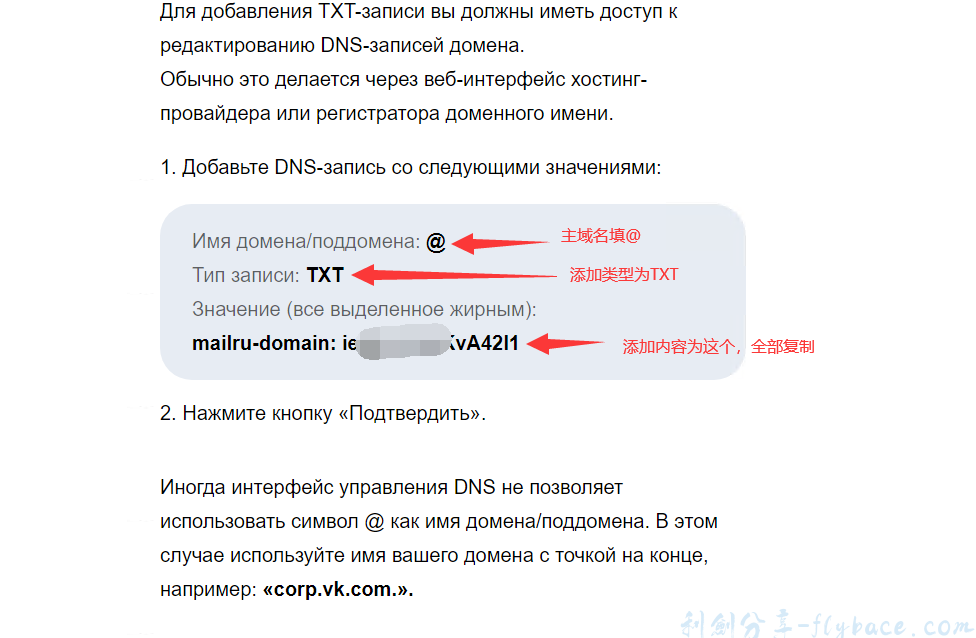 Для добавления TXT-записи вы должны иметь доступ к
редактированию DNS-записей домена.
Обычно это делается через веб-интерфейс хостинг-
провайдера или регистратора доменного имени.
1. Добавьте DNS-запись со следующими значениями:
Имя домена/поддомена: @ 主域名填@
Тип записи: TXT 添加类型为TXT
Значение (все выделенное жирным):
mailru-domain: ie KvA42I1 添加内容为这个，全部复制
2. Нажмите кнопку «Подтвердить».
Иногда интерфейс управления DNS не позволяет
использовать символ @ как имя домена/поддомена. В этом
случае используйте имя вашего домена с точкой на конце,
например: «corp.vk.com.».
利剑分享-flybace.com